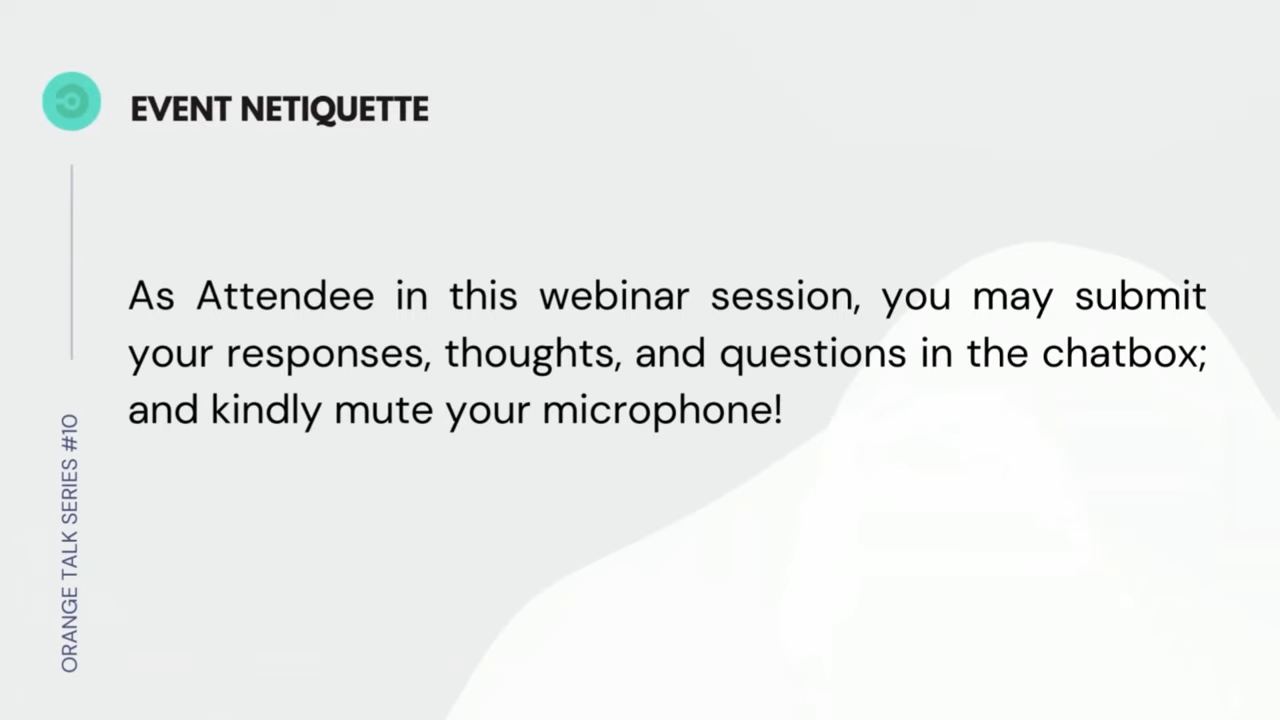 EVENT NETIQUETTE
As Attendee in this webinar session, you may submit
your responses, thoughts, and questions in the chatbox;
and kindly mute your microphone!
ORANGE TALK SERIES #10